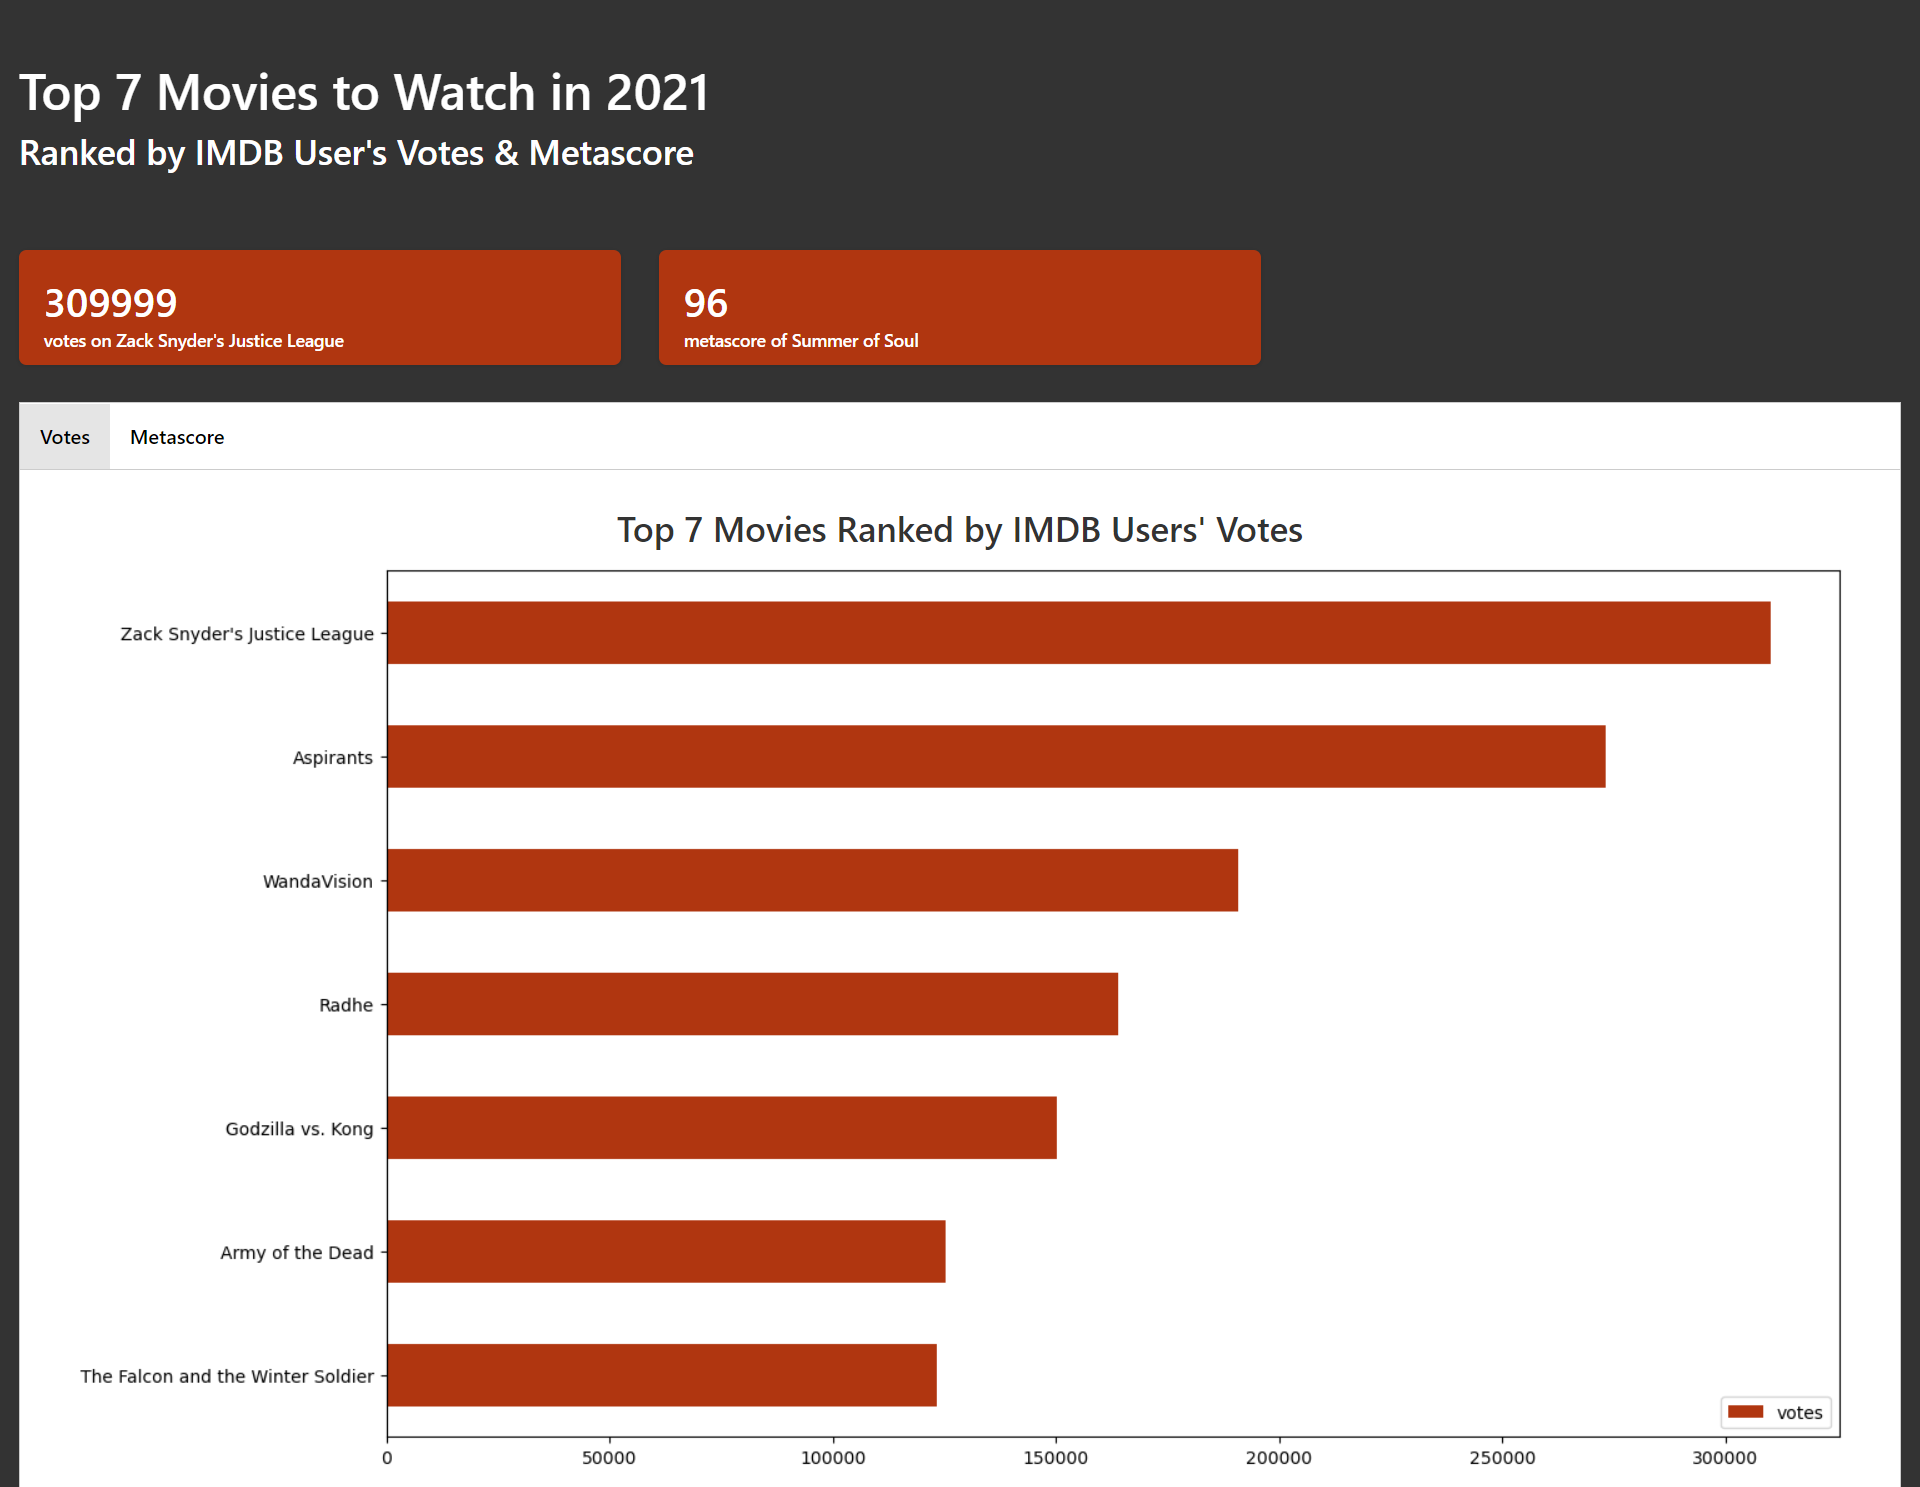 Top 7 Movies to Watch in 2021
Ranked by IMDB User's Votes & Metascore
309999
votes on Zack Snyder's Justice League
96
metascore of Summer of Soul
Votes
Metascore
Top 7 Movies Ranked by IMDB Users' Votes
Zack Snyder's Justice League
Aspirants
WandaVision
Radhe
Godzilla vs. Kong
Army of the Dead
The Falcon and the Winter Soldier
votes
0 50000 100000 150000 200000 250000 300000